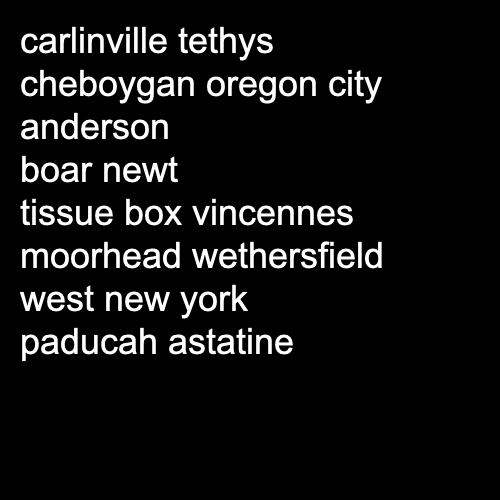 carlinville tethys
cheboygan oregon city
anderson
boar newt
tissue box vincennes
moorhead wethersfield
west new york
paducah astatine